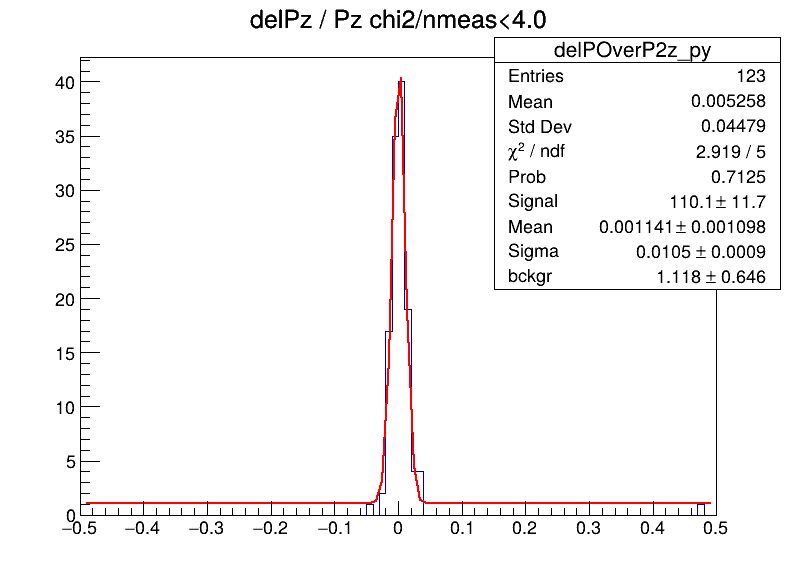 delPz / Pz chi2/nmeas<4.0
delPOverP2z_py
Entries 123
Mean 0.005258
Std Dev 0.04479
χ² / ndf 2.919 / 5
Prob 0.7125
Signal 110.1 ± 11.7
Mean 0.001141 ± 0.001098
Sigma 0.0105 ± 0.0009
bckgr 1.118 ± 0.646
40
35
30
25
20
15
10
5
0
−0.5 −0.4 −0.3 −0.2 −0.1 0 0.1 0.2 0.3 0.4 0.5